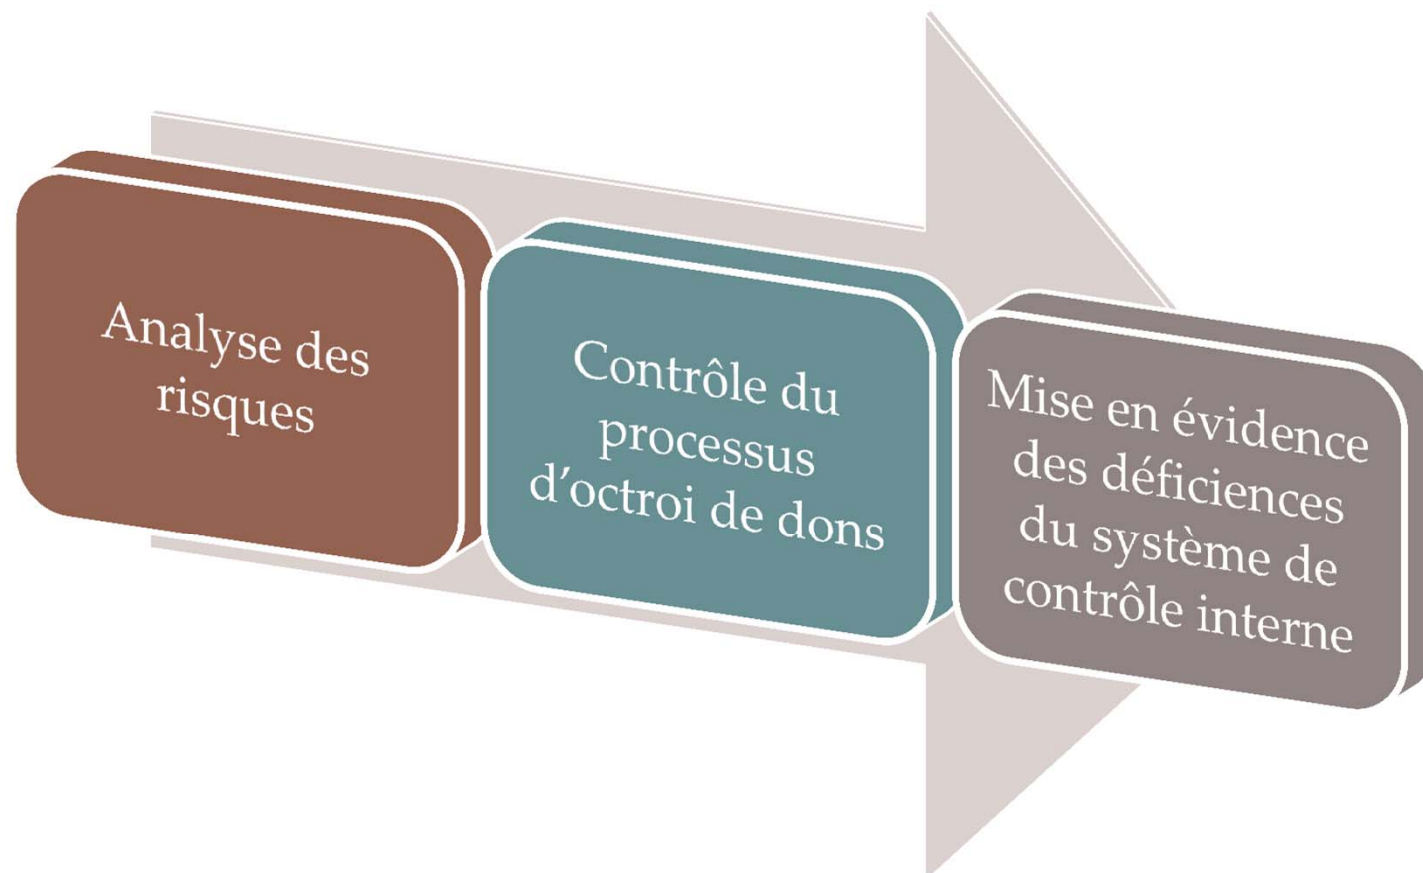 Analyse des
risques
Contrôle du
processus
d’octroi de dons
Mise en évidence
des déficiences
du système de
contrôle interne